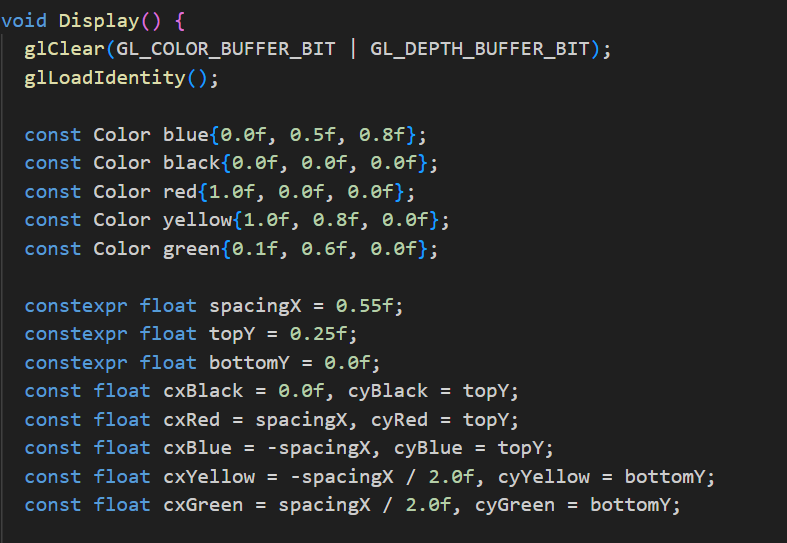 void Display() {
glClear(GL_COLOR_BUFFER_BIT | GL_DEPTH_BUFFER_BIT);
glLoadIdentity();
const Color blue{0.0f, 0.5f, 0.8f};
const Color black{0.0f, 0.0f, 0.0f};
const Color red{1.0f, 0.0f, 0.0f};
const Color yellow{1.0f, 0.8f, 0.0f};
const Color green{0.1f, 0.6f, 0.0f};
constexpr float spacingX = 0.55f;
constexpr float topY = 0.25f;
constexpr float bottomY = 0.0f;
const float cxBlack = 0.0f, cyBlack = topY;
const float cxRed = spacingX, cyRed = topY;
const float cxBlue = -spacingX, cyBlue = topY;
const float cxYellow = -spacingX / 2.0f, cyYellow = bottomY;
const float cxGreen = spacingX / 2.0f, cyGreen = bottomY;